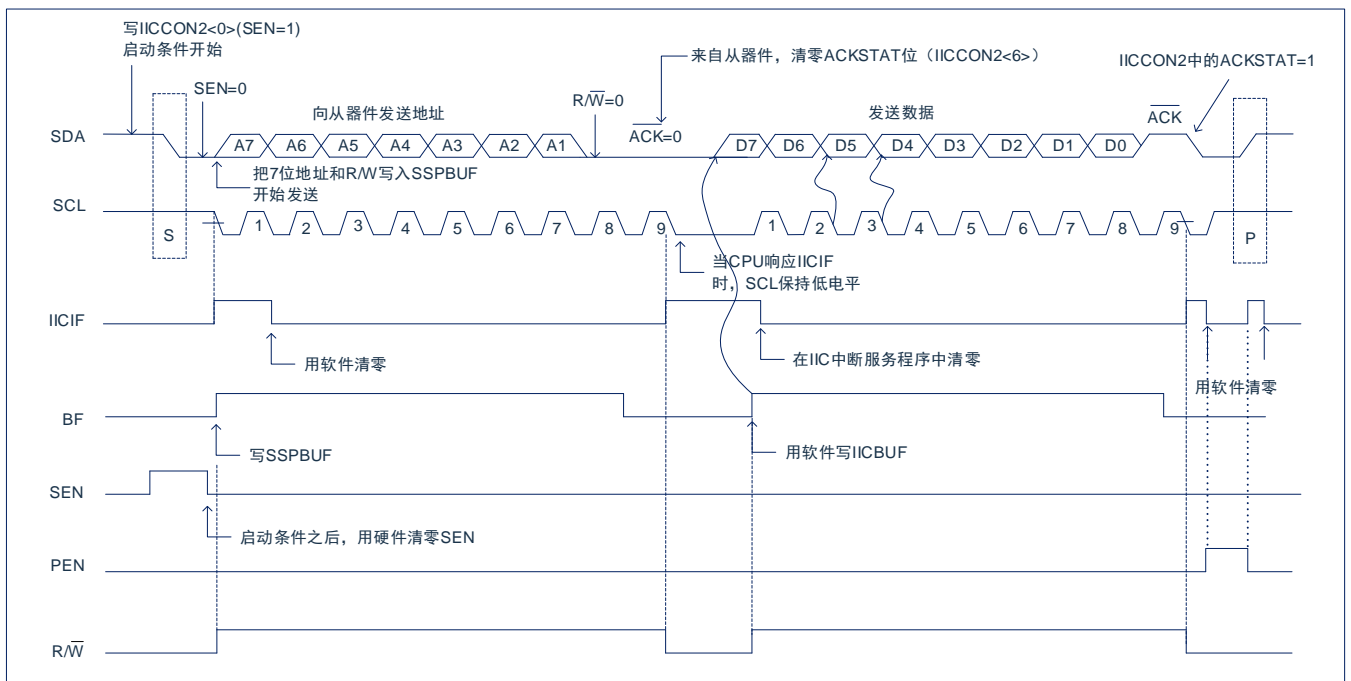 写IICCON2<0>(SEN=1)
启动条件开始
来自从器件，清零ACKSTAT位（IICCON2<6>）
IICCON2中的ACKSTAT=1
SEN=0
向从器件发送地址
R/W=0
发送数据
ACK
SDA
ACK=0
A7 A6 A5 A4 A3 A2 A1
D7 D6 D5 D4 D3 D2 D1 D0
把7位地址和R/W写入SSPBUF
开始发送
SCL
S
1 2 3 4 5 6 7 8 9
1 2 3 4 5 6 7 8 9
P
当CPU响应IICIF
时，SCL保持低电平
IICIF
用软件清零
在IIC中断服务程序中清零
用软件清零
BF
写SSPBUF
用软件写IICBUF
SEN
启动条件之后，用硬件清零SEN
PEN
R/W